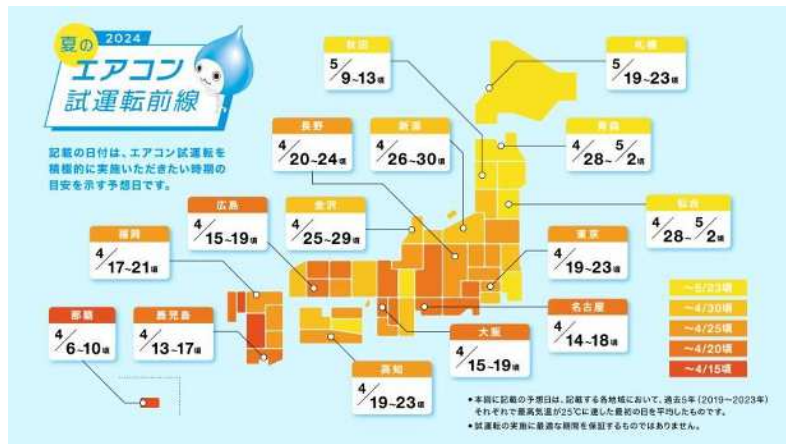 夏の
2024
エアコン
試運転前線
記載の日付は、エアコン試運転を
積極的に実施いただきたい時期の
目安を示す予想日です。
秋田
5/9~13頃
札幌
5/19~23頃
長野
4/20~24頃
新潟
4/26~30頃
青森
4/28~5/2頃
広島
4/15~19頃
金沢
4/25~29頃
仙台
4/28~5/2頃
福岡
4/17~21頃
東京
4/19~23頃
那覇
4/6~10頃
鹿児島
4/13~17頃
大阪
4/15~19頃
名古屋
4/14~18頃
高知
4/19~23頃
~5/23頃
~4/30頃
~4/25頃
~4/20頃
~4/15頃
●本図に記載の予想日は、記載する各地域において、過去5年(2019~2023年)
それぞれで最高気温が25℃に達した最初の日を平均したものです。
●試運転の実施に最適な期間を保証するものではありません。